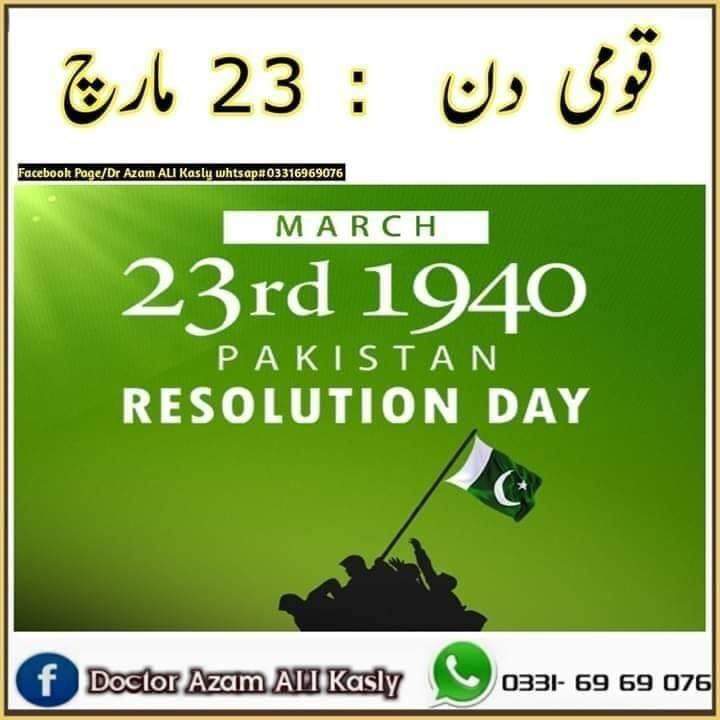 قومی دن : 23 مارچ
Facebook Page/Dr Azam ALI Kasly whtsap#03316969076
MARCH
23rd 1940
PAKISTAN
RESOLUTION DAY
f Doctor Azam ALI Kasly 0331- 69 69 076